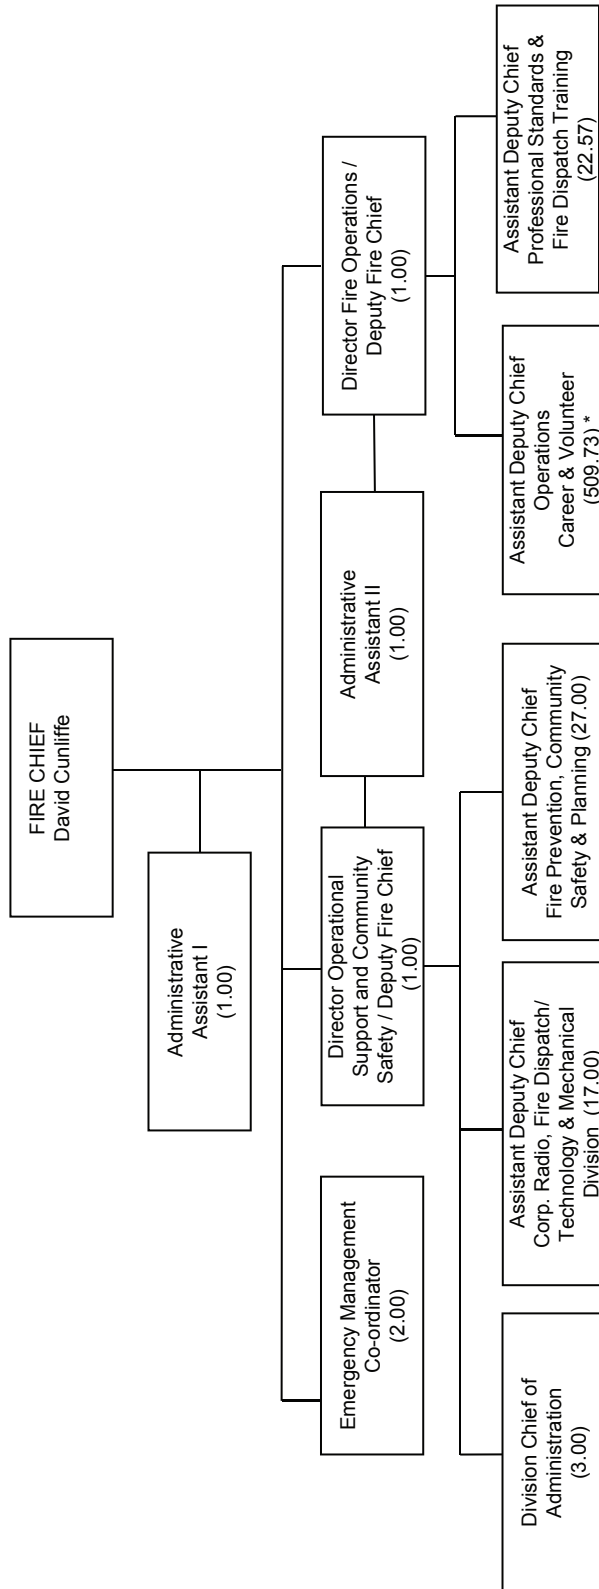 FIRE CHIEF
David Cunliffe
Administrative
Assistant I
(1.00)
Emergency Management
Co-ordinator
(2.00)
Director Operational
Support and Community
Safety / Deputy Fire Chief
(1.00)
Administrative
Assistant II
(1.00)
Director Fire Operations /
Deputy Fire Chief
(1.00)
Division Chief of
Administration
(3.00)
Assistant Deputy Chief
Corp. Radio, Fire Dispatch/
Technology & Mechanical
Division (17.00)
Assistant Deputy Chief
Fire Prevention, Community
Safety & Planning (27.00)
Assistant Deputy Chief
Operations
Career & Volunteer
(509.73) *
Assistant Deputy Chief
Professional Standards &
Fire Dispatch Training
(22.57)